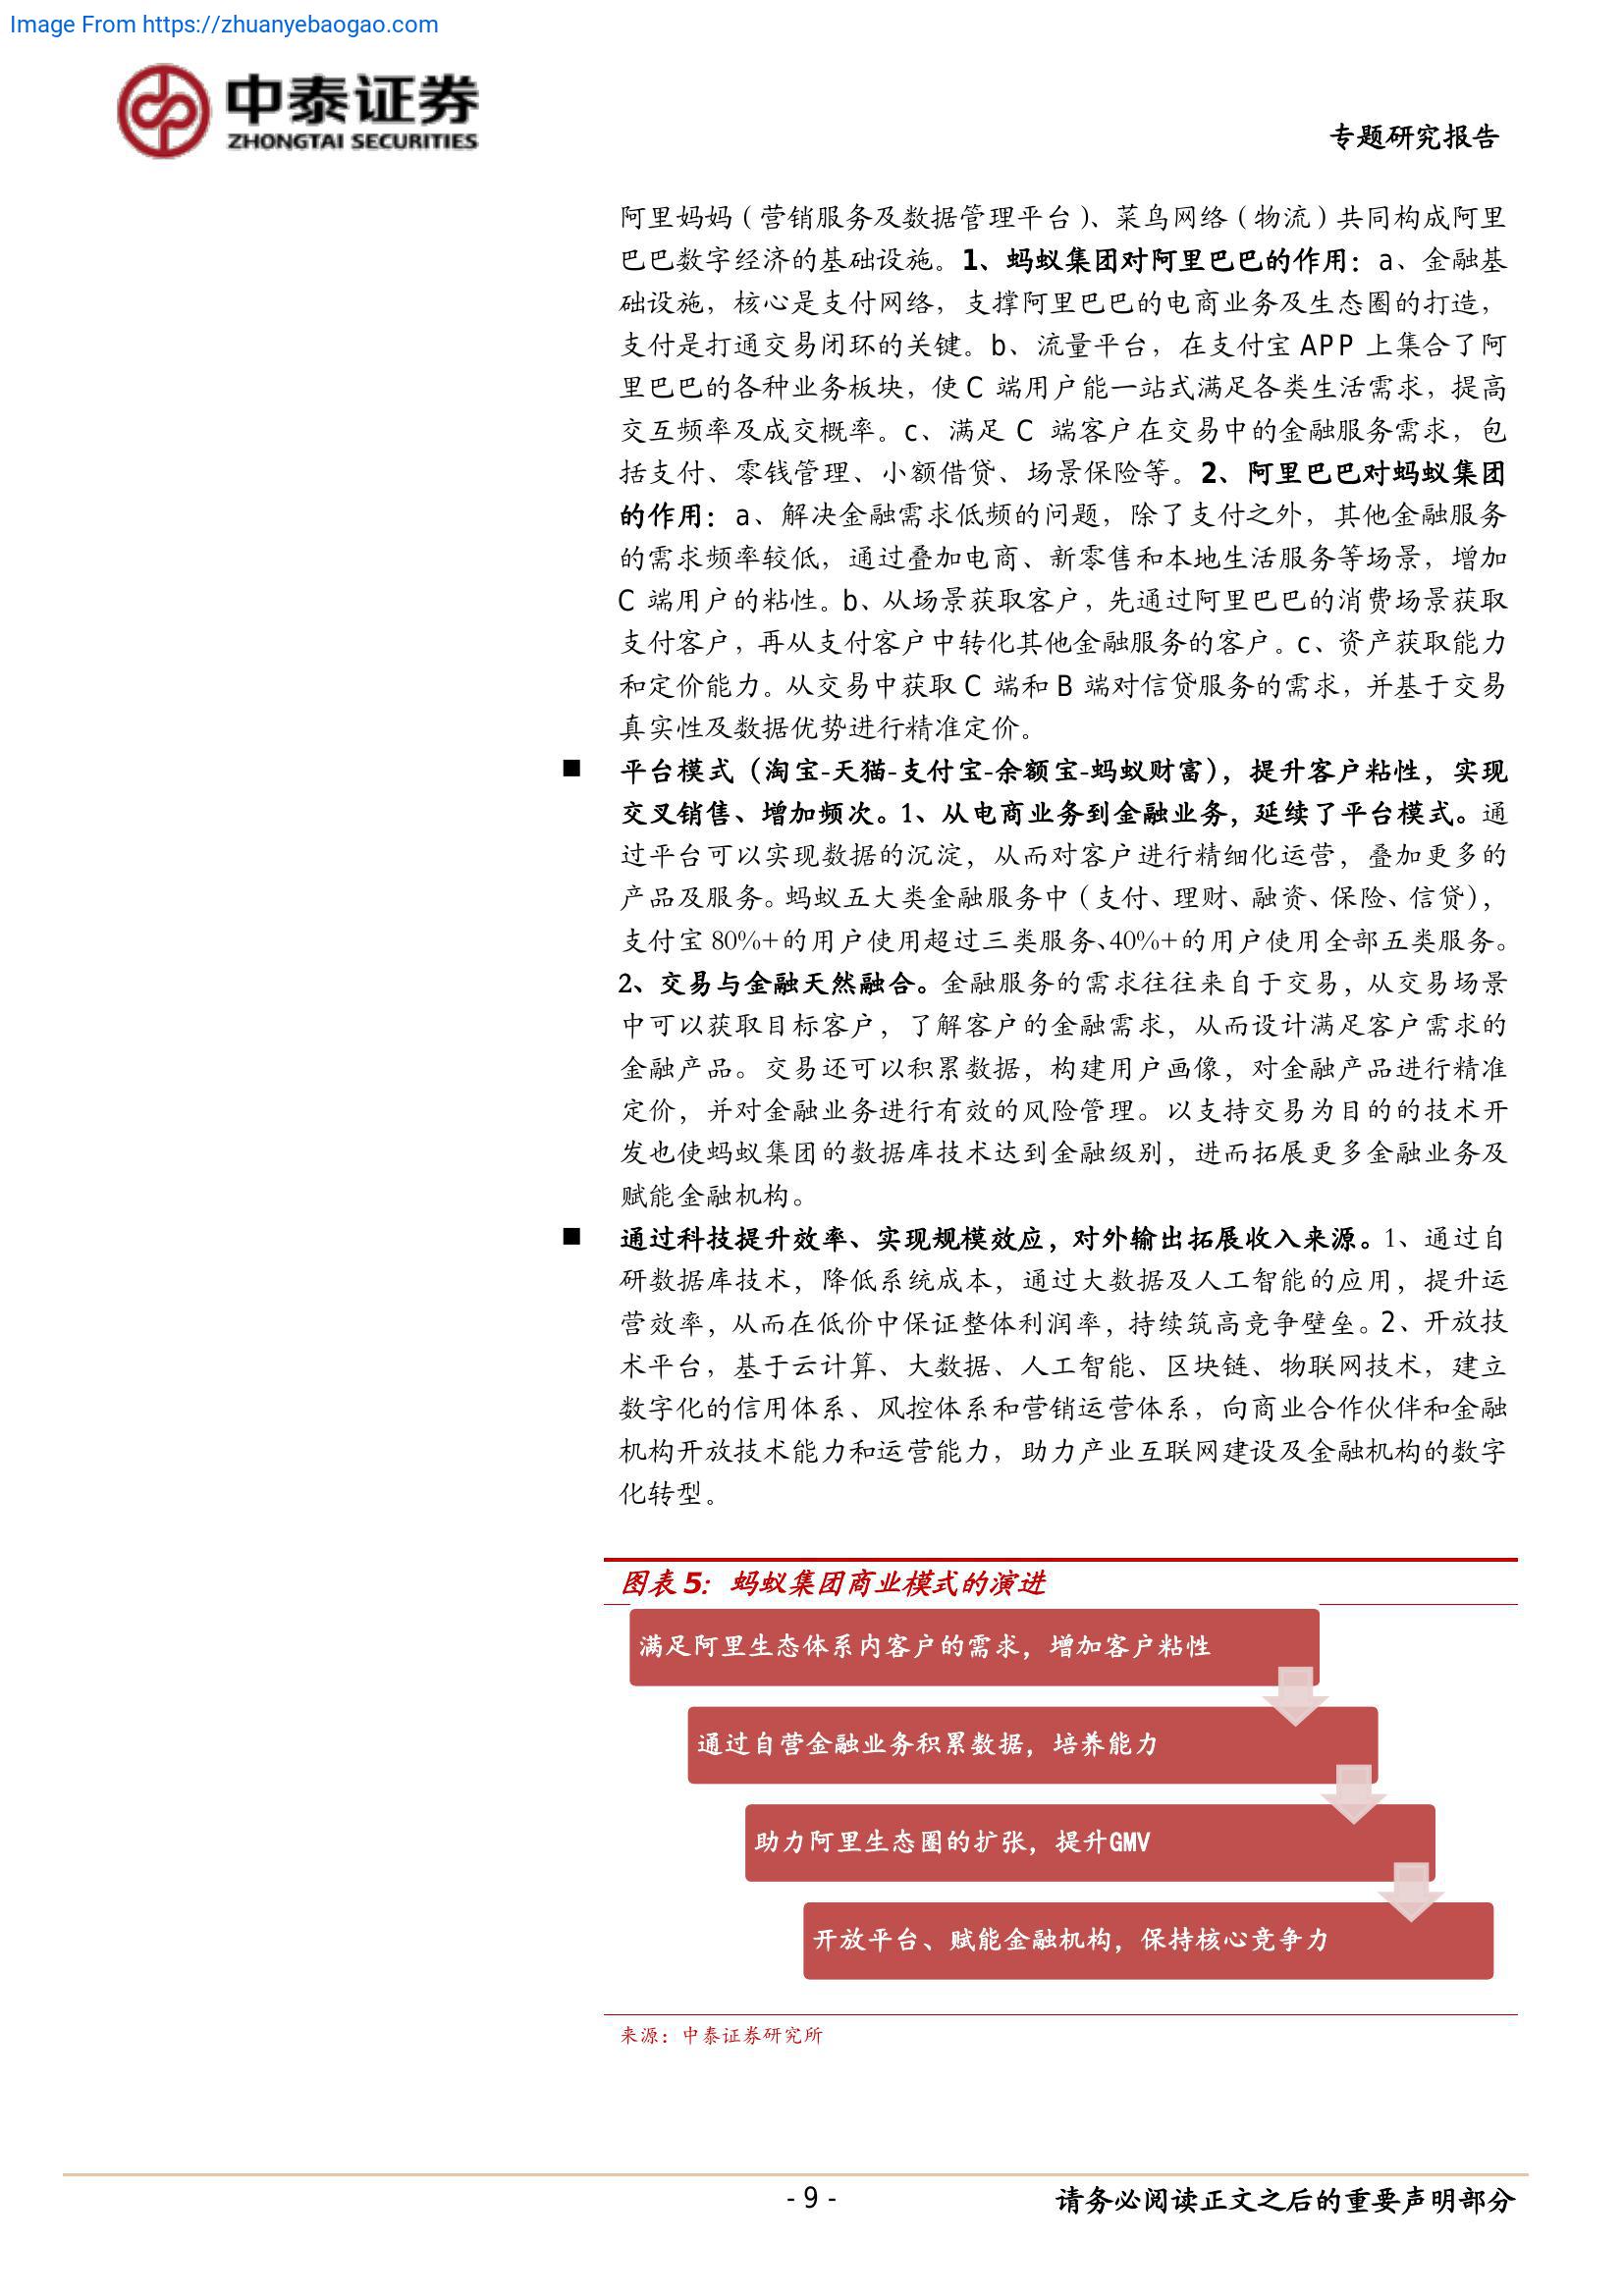 Image From https://zhuanyebaogao.com
中泰证券
ZHONGTAI SECURITIES
专题研究报告
阿里妈妈（营销服务及数据管理平台）、菜鸟网络（物流）共同构成阿里
巴巴数字经济的基础设施。1、蚂蚁集团对阿里巴巴的作用：a、金融基
础设施，核心是支付网络，支撑阿里巴巴的电商业务及生态圈的打造，
支付是打通交易闭环的关键。b、流量平台，在支付宝 APP 上集合了阿
里巴巴的各种业务板块，使 C 端用户能一站式满足各类生活需求，提高
交互频率及成交概率。c、满足 C 端客户在交易中的金融服务需求，包
括支付、零钱管理、小额借贷、场景保险等。2、阿里巴巴对蚂蚁集团
的作用：a、解决金融需求低频的问题，除了支付之外，其他金融服务
的需求频率较低，通过叠加电商、新零售和本地生活服务等场景，增加
C 端用户的粘性。b、从场景获取客户，先通过阿里巴巴的消费场景获取
支付客户，再从支付客户中转化其他金融服务的客户。c、资产获取能力
和定价能力。从交易中获取 C 端和 B 端对信贷服务的需求，并基于交易
真实性及数据优势进行精准定价。
■ 平台模式（淘宝-天猫-支付宝-余额宝-蚂蚁财富），提升客户粘性，实现
交叉销售、增加频次。1、从电商业务到金融业务，延续了平台模式。通
过平台可以实现数据的沉淀，从而对客户进行精细化运营，叠加更多的
产品及服务。蚂蚁五大类金融服务中（支付、理财、融资、保险、信贷），
支付宝 80%+的用户使用超过三类服务、40%+的用户使用全部五类服务。
2、交易与金融天然融合。金融服务的需求往往来自于交易，从交易场景
中可以获取目标客户，了解客户的金融需求，从而设计满足客户需求的
金融产品。交易还可以积累数据，构建用户画像，对金融产品进行精准
定价，并对金融业务进行有效的风险管理。以支持交易为目的的技术开
发也使蚂蚁集团的数据库技术达到金融级别，进而拓展更多金融业务及
赋能金融机构。
■ 通过科技提升效率、实现规模效应，对外输出拓展收入来源。1、通过自
研数据库技术，降低系统成本，通过大数据及人工智能的应用，提升运
营效率，从而在低价中保证整体利润率，持续筑高竞争壁垒。2、开放技
术平台，基于云计算、大数据、人工智能、区块链、物联网技术，建立
数字化的信用体系、风控体系和营销运营体系，向商业合作伙伴和金融
机构开放技术能力和运营能力，助力产业互联网建设及金融机构的数字
化转型。
图表 5：蚂蚁集团商业模式的演进
满足阿里生态体系内客户的需求，增加客户粘性
通过自营金融业务积累数据，培养能力
助力阿里生态圈的扩张，提升GMV
开放平台、赋能金融机构，保持核心竞争力
来源：中泰证券研究所
- 9 -
请务必阅读正文之后的重要声明部分